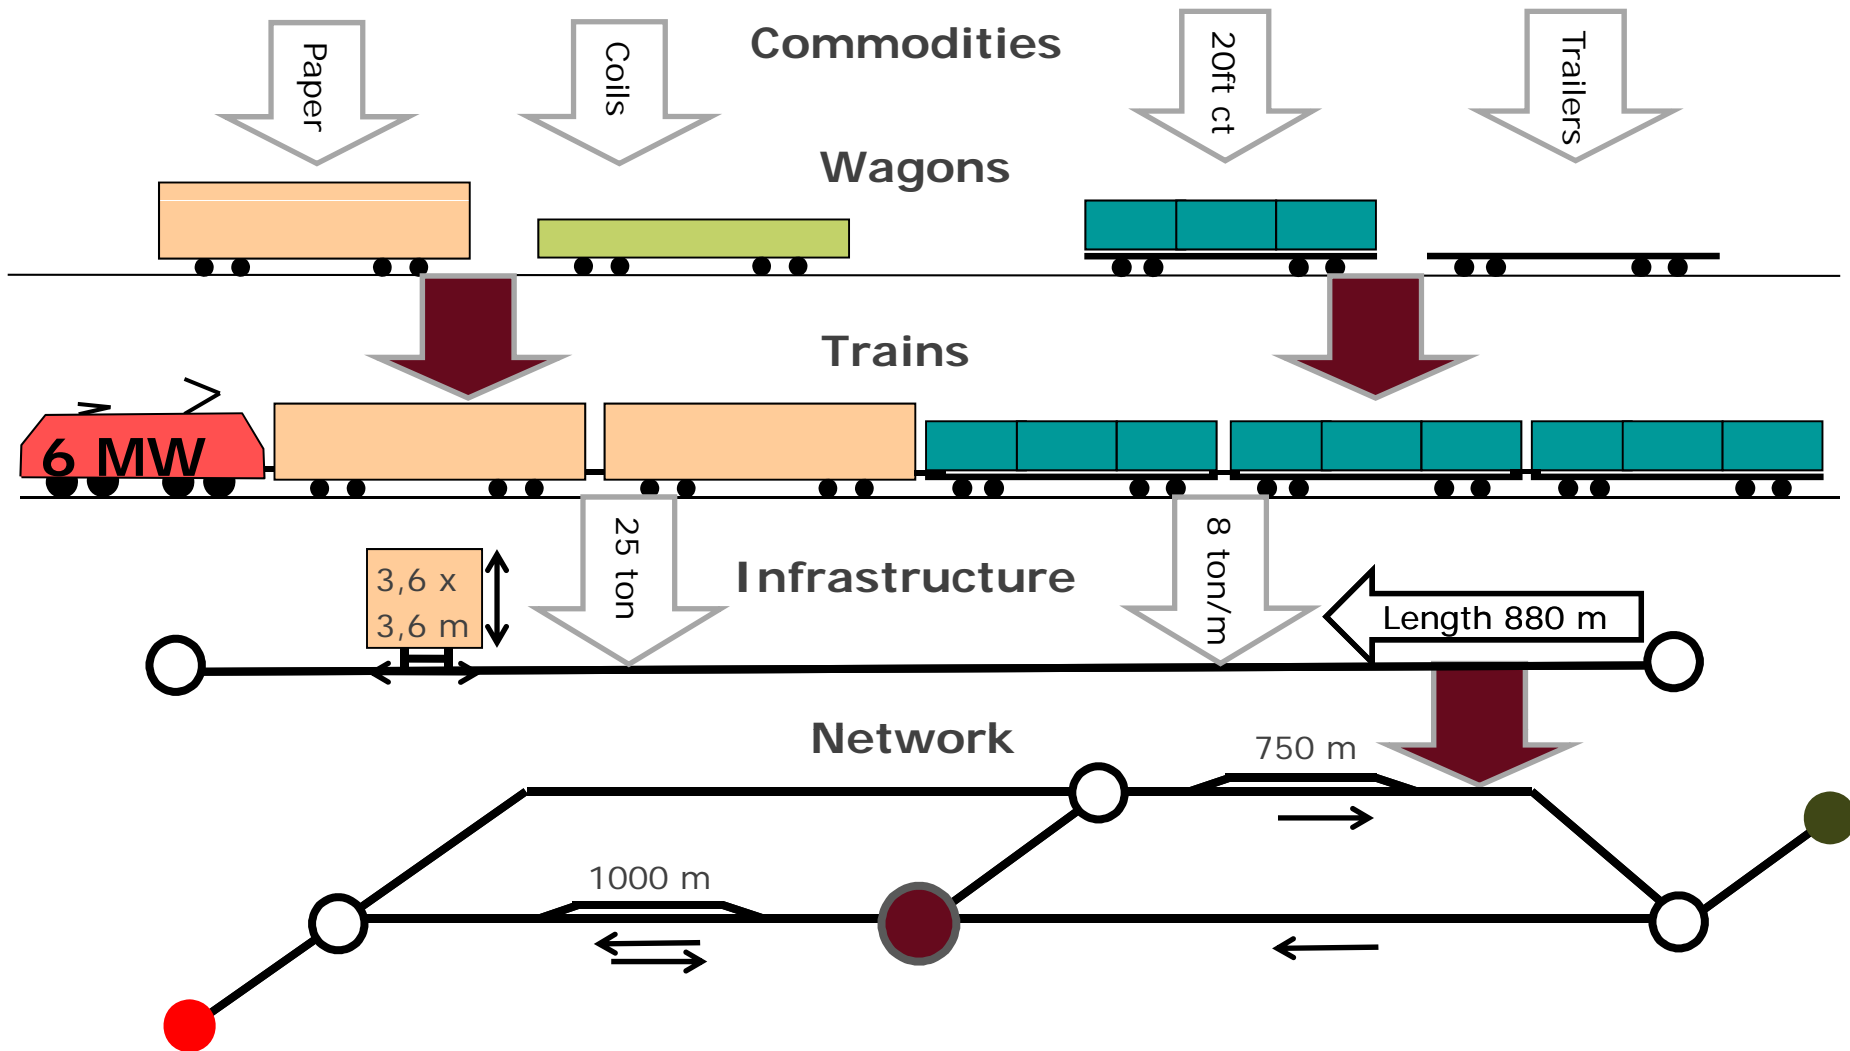 Commodities
Paper
Coils
20ft ct
Trailers
Wagons
Trains
6 MW
25 ton
8 ton/m
Infrastructure
3,6 x
3,6 m
Length 880 m
Network
750 m
1000 m